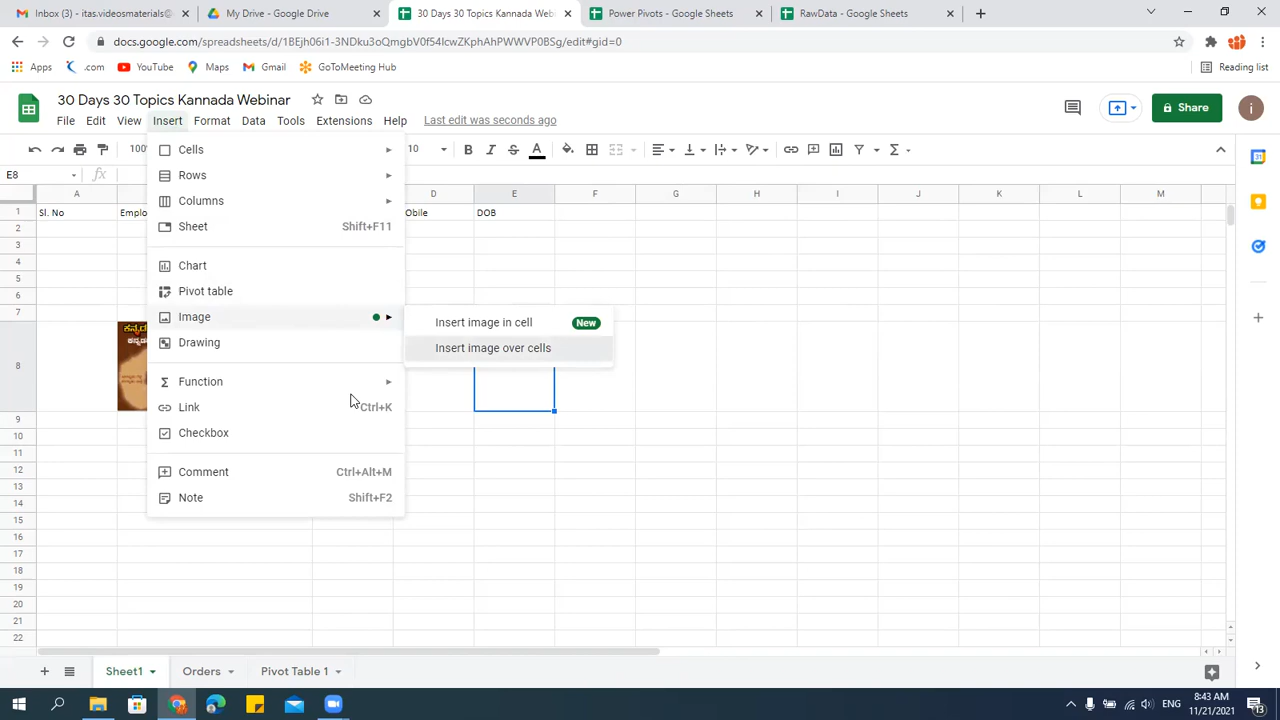 Inbox (3) - irc.videomaterials@
My Drive - Google Drive
30 Days 30 Topics Kannada Webin
Power Pivots - Google Sheets
RawData - Google Sheets
docs.google.com/spreadsheets/d/1BEjh06i1-3NDku3oQmgbV0f54IcwZKphAhPWWVP0BSg/edit#gid=0
Apps
.com
YouTube
Maps
Gmail
GoToMeeting Hub
Reading list
30 Days 30 Topics Kannada Webinar
File
Edit
View
Insert
Format
Data
Tools
Extensions
Help
Last edit was seconds ago
Share
i
100
10
B
I
S
A
E8
fx
A
D
E
F
G
H
I
J
K
L
M
1
2
3
4
5
6
7
8
9
10
11
12
13
14
15
16
17
18
19
20
21
22
Sl. No
Emplo
Obile
DOB
Cells
Rows
Columns
Sheet Shift+F11
Chart
Pivot table
Image
Drawing
Function
Link Ctrl+K
Checkbox
Comment Ctrl+Alt+M
Note Shift+F2
Insert image in cell New
Insert image over cells
Sheet1
Orders
Pivot Table 1
ENG
8:43 AM
11/21/2021
13